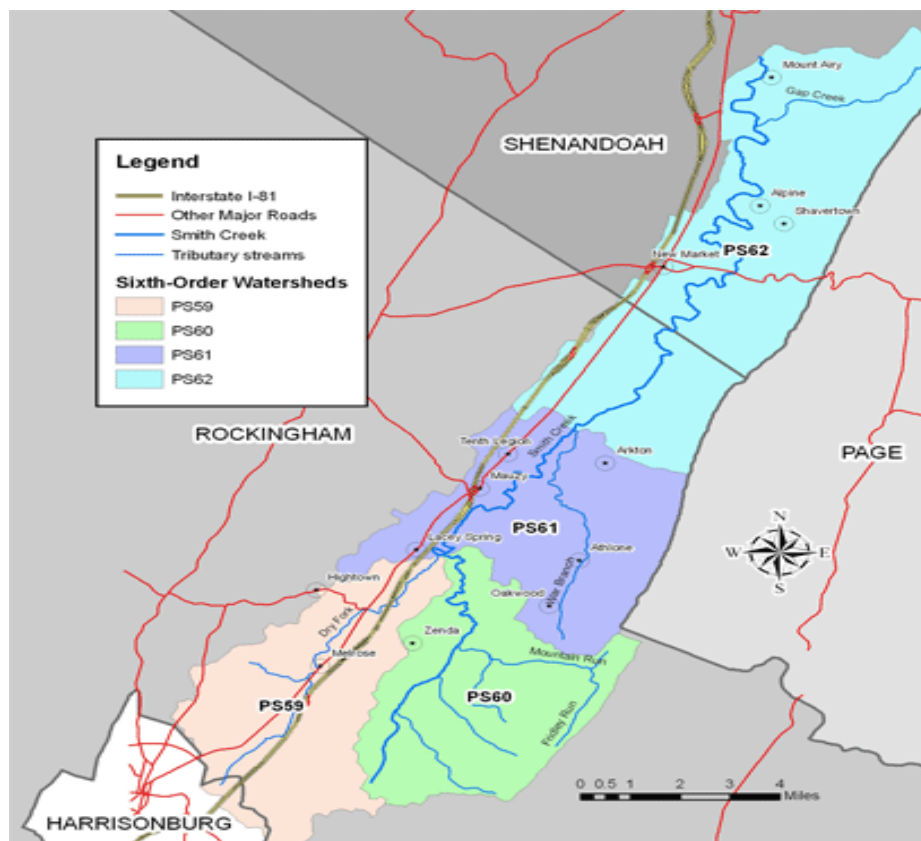 Mount Airy
Gap Creek
SHENANDOAH
Legend
Interstate I-81
Other Major Roads
Smith Creek
Tributary streams
Sixth-Order Watersheds
PS59
PS60
PS61
PS62
Alpine
Shavertown
New Market
PS62
ROCKINGHAM
PAGE
Tenth Legion
Smith Creek
Arkton
Mauzy
PS61
Lacey Spring
Athlone
War Branch
Oakwood
Hightown
Dry Fork
Zenda
Melrose
Mountain Run
PS59
PS60
Fridley Run
N
W
E
S
0 0.5 1 2 3 4
Miles
HARRISONBURG